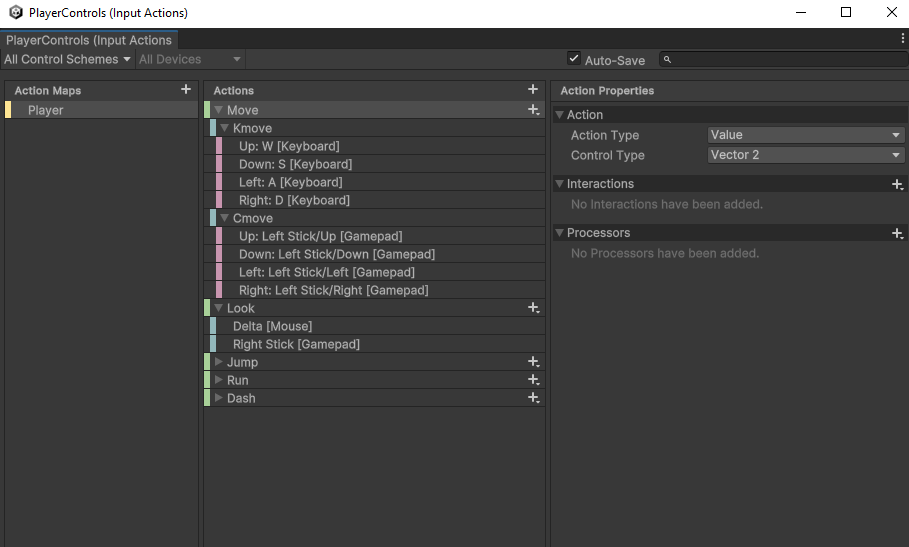 PlayerControls (Input Actions)
PlayerControls (Input Actions
All Control Schemes
All Devices
Auto-Save
Action Maps
Player
Actions
Move
Kmove
Up: W [Keyboard]
Down: S [Keyboard]
Left: A [Keyboard]
Right: D [Keyboard]
Cmove
Up: Left Stick/Up [Gamepad]
Down: Left Stick/Down [Gamepad]
Left: Left Stick/Left [Gamepad]
Right: Left Stick/Right [Gamepad]
Look
Delta [Mouse]
Right Stick [Gamepad]
Jump
Run
Dash
Action Properties
Action
Action Type Value
Control Type Vector 2
Interactions
No Interactions have been added.
Processors
No Processors have been added.